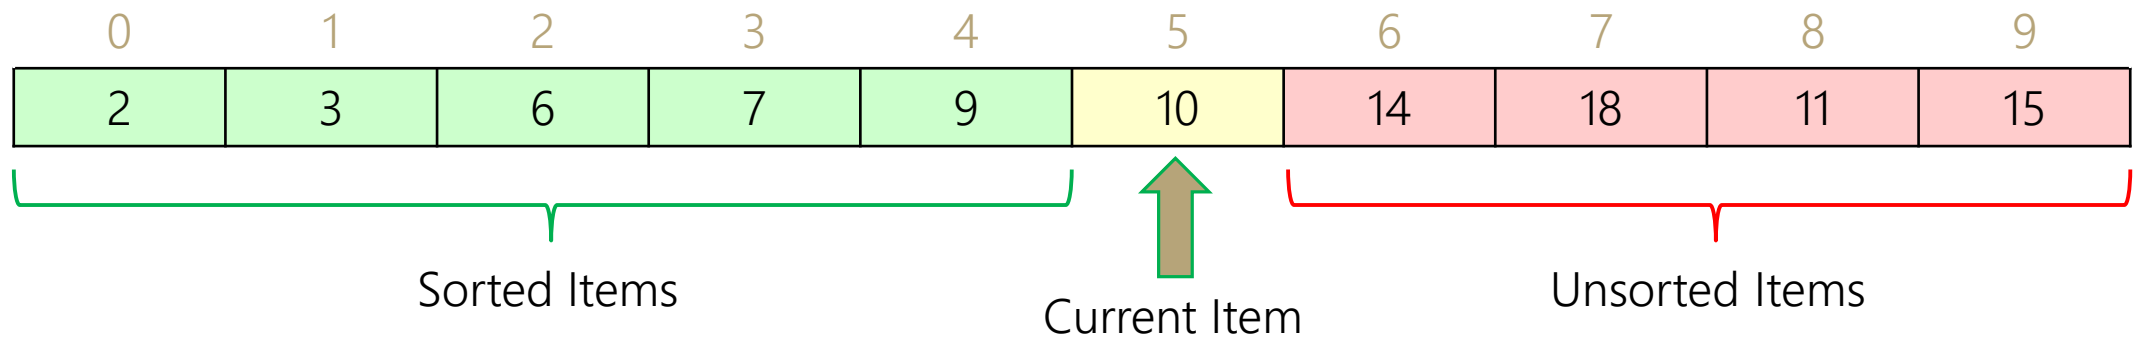 0 1 2 3 4 5 6 7 8 9
2 3 6 7 9 10 14 18 11 15
Sorted Items
Current Item
Unsorted Items